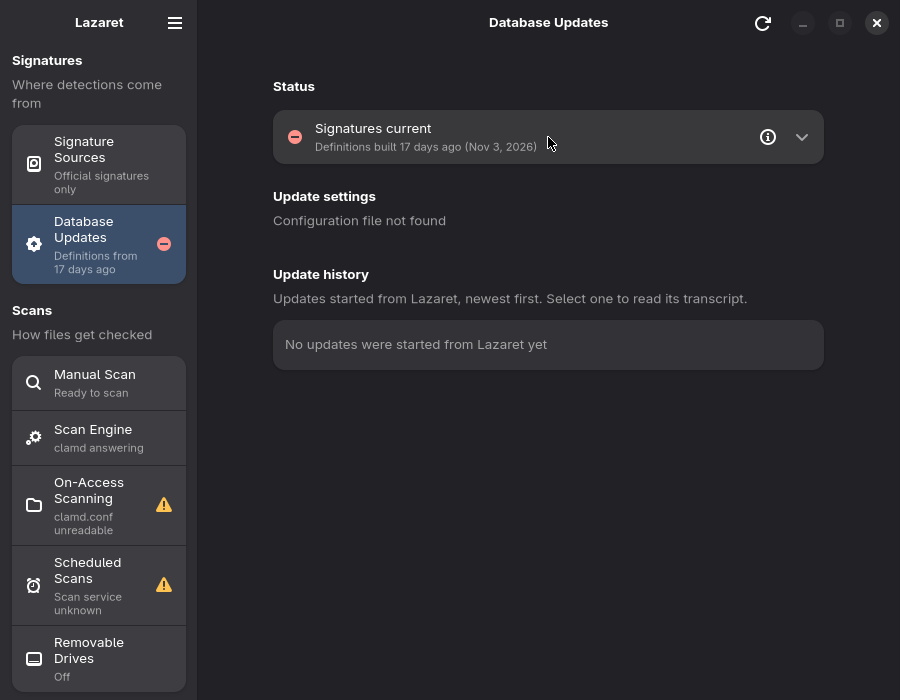 Lazaret
Signatures
Where detections come
from
Signature
Sources
Official signatures
only
Database
Updates
Definitions from
17 days ago
Scans
How files get checked
Manual Scan
Ready to scan
Scan Engine
clamd answering
On-Access
Scanning
clamd.conf
unreadable
Scheduled
Scans
Scan service
unknown
Removable
Drives
Off
Database Updates
Status
Signatures current
Definitions built 17 days ago (Nov 3, 2026)
Update settings
Configuration file not found
Update history
Updates started from Lazaret, newest first. Select one to read its transcript.
No updates were started from Lazaret yet